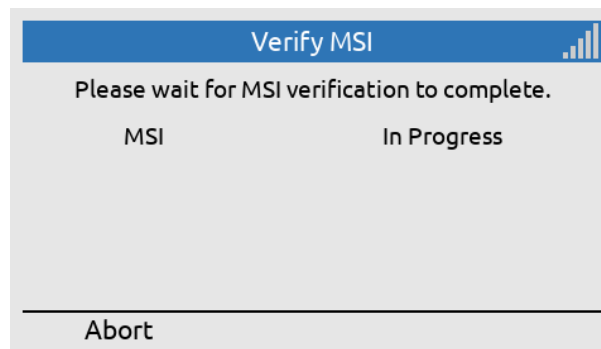 Verify MSI
Please wait for MSI verification to complete.
MSI In Progress
Abort